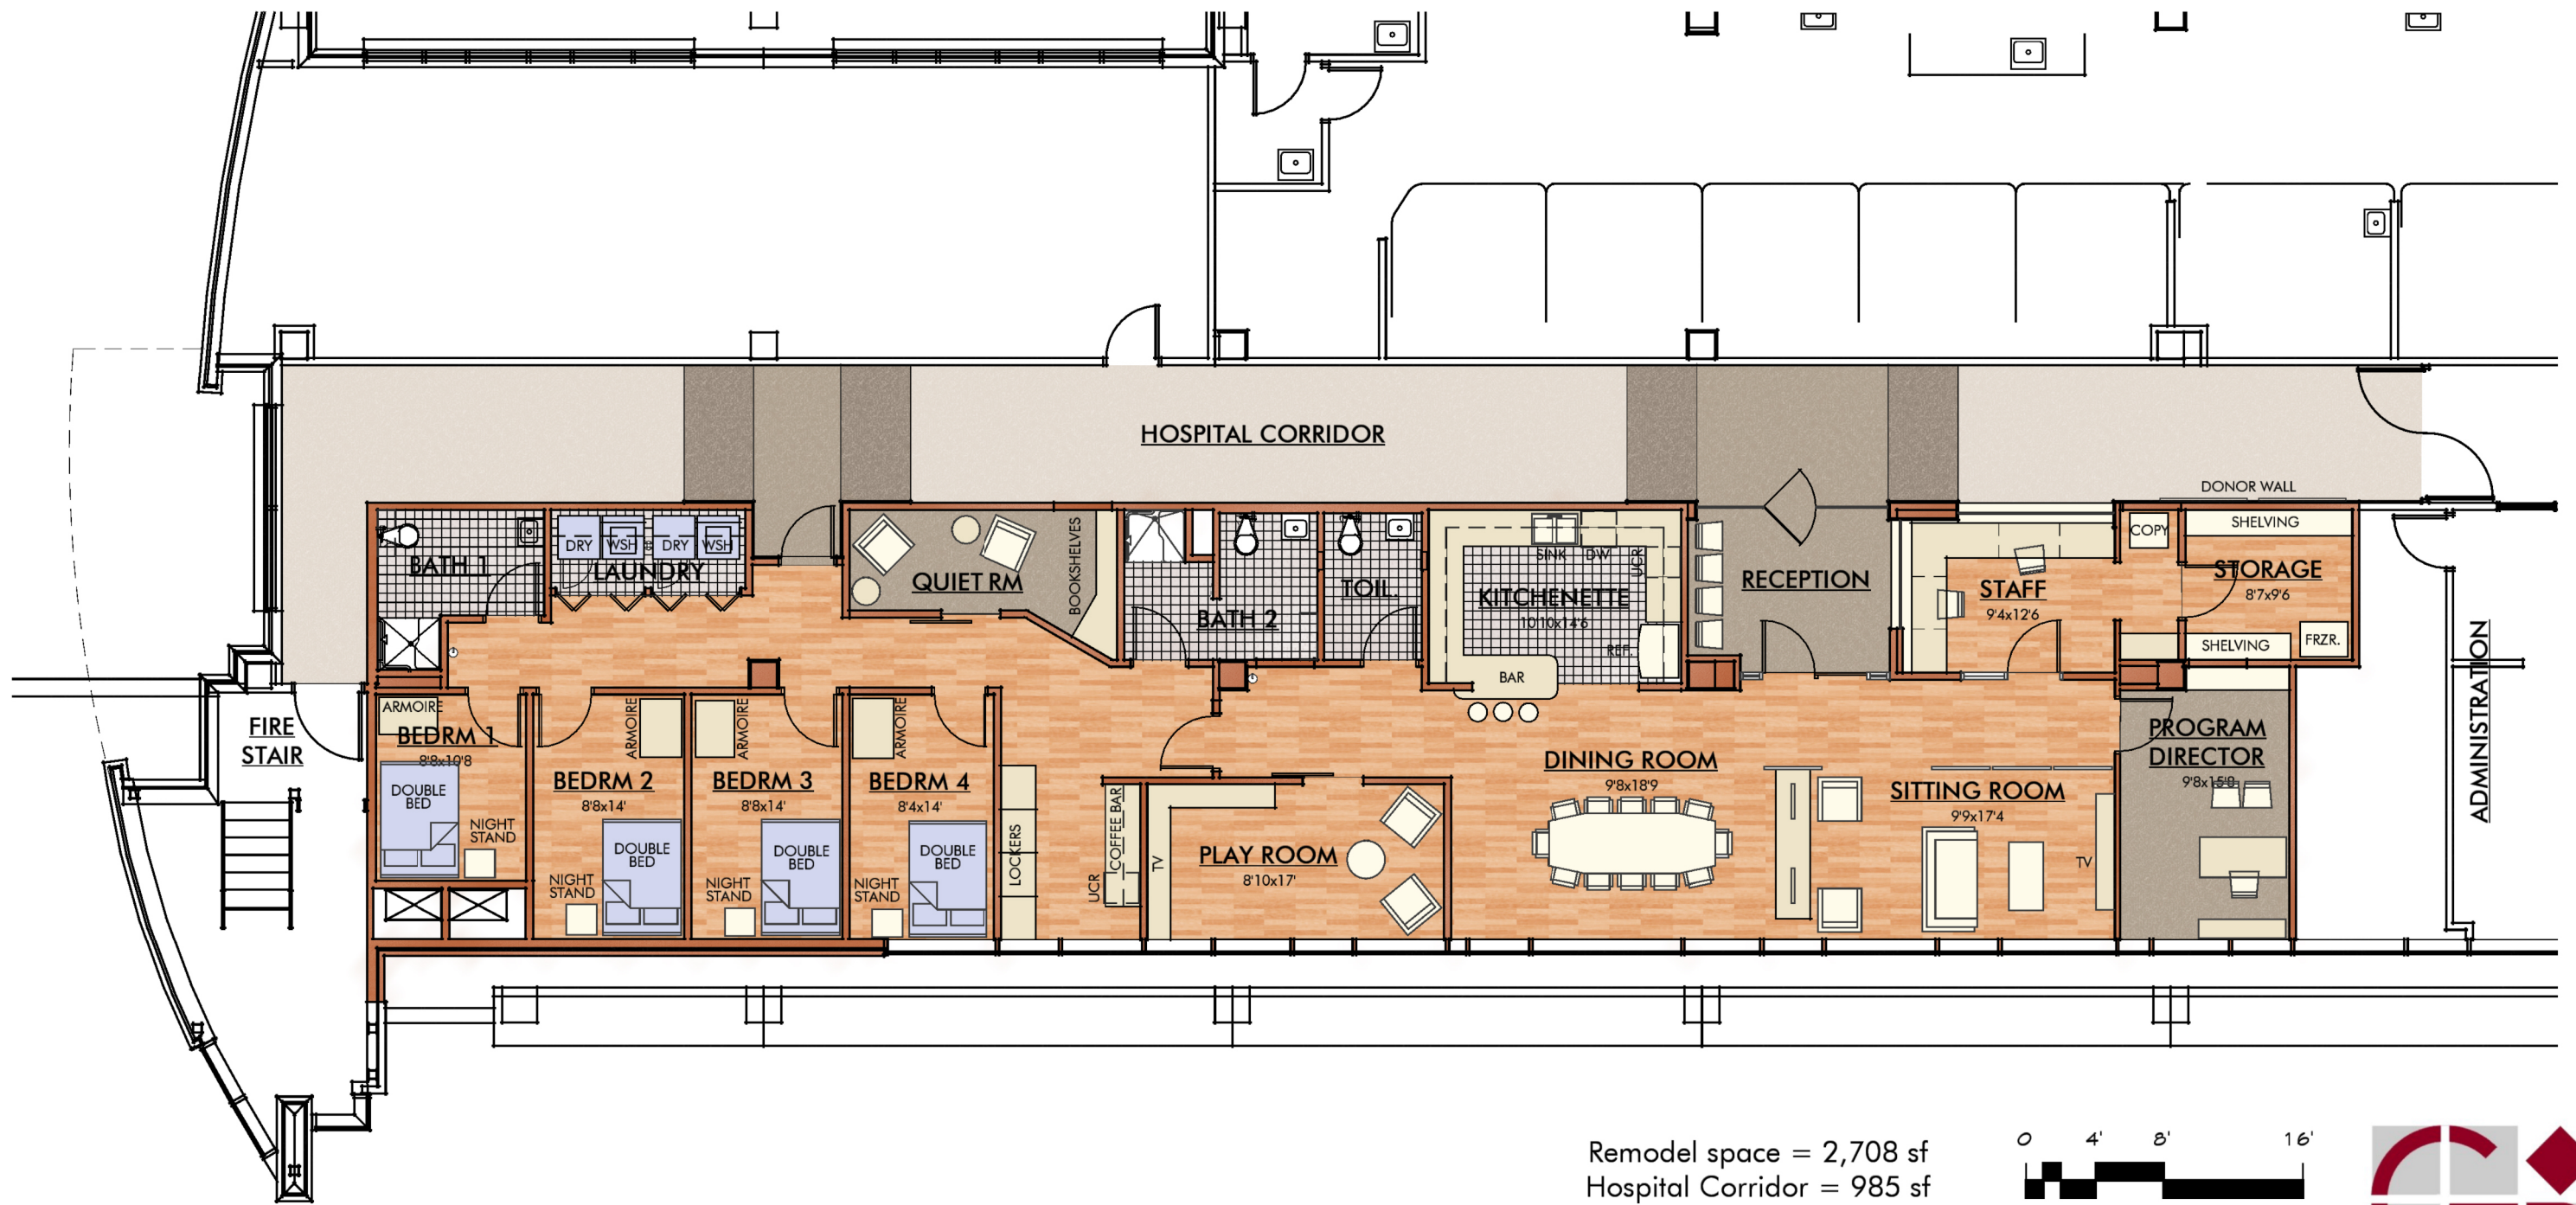 HOSPITAL CORRIDOR
DONOR WALL
BATH 1
DRY
WSH
DRY
WSH
LAUNDRY
QUIET RM
BOOKSHELVES
BATH 2
TOIL.
SINK
DW
UCR
KITCHENETTE
10'10x14'6
REF.
BAR
RECEPTION
STAFF
9'4x12'6
COPY
SHELVING
STORAGE
8'7x9'6
SHELVING
FRZR.
FIRE
STAIR
ARMOIRE
BEDRM 1
8'8x10'8
DOUBLE
BED
NIGHT
STAND
ARMOIRE
BEDRM 2
8'8x14'
DOUBLE
BED
NIGHT
STAND
ARMOIRE
BEDRM 3
8'8x14'
DOUBLE
BED
NIGHT
STAND
ARMOIRE
BEDRM 4
8'4x14'
DOUBLE
BED
NIGHT
STAND
LOCKERS
UCR
COFFEE BAR
TV
PLAY ROOM
8'10x17'
DINING ROOM
9'8x18'9
SITTING ROOM
9'9x17'4
TV
PROGRAM
DIRECTOR
9'8x15'8
ADMINISTRATION
Remodel space = 2,708 sf
Hospital Corridor = 985 sf
0 4' 8' 16'